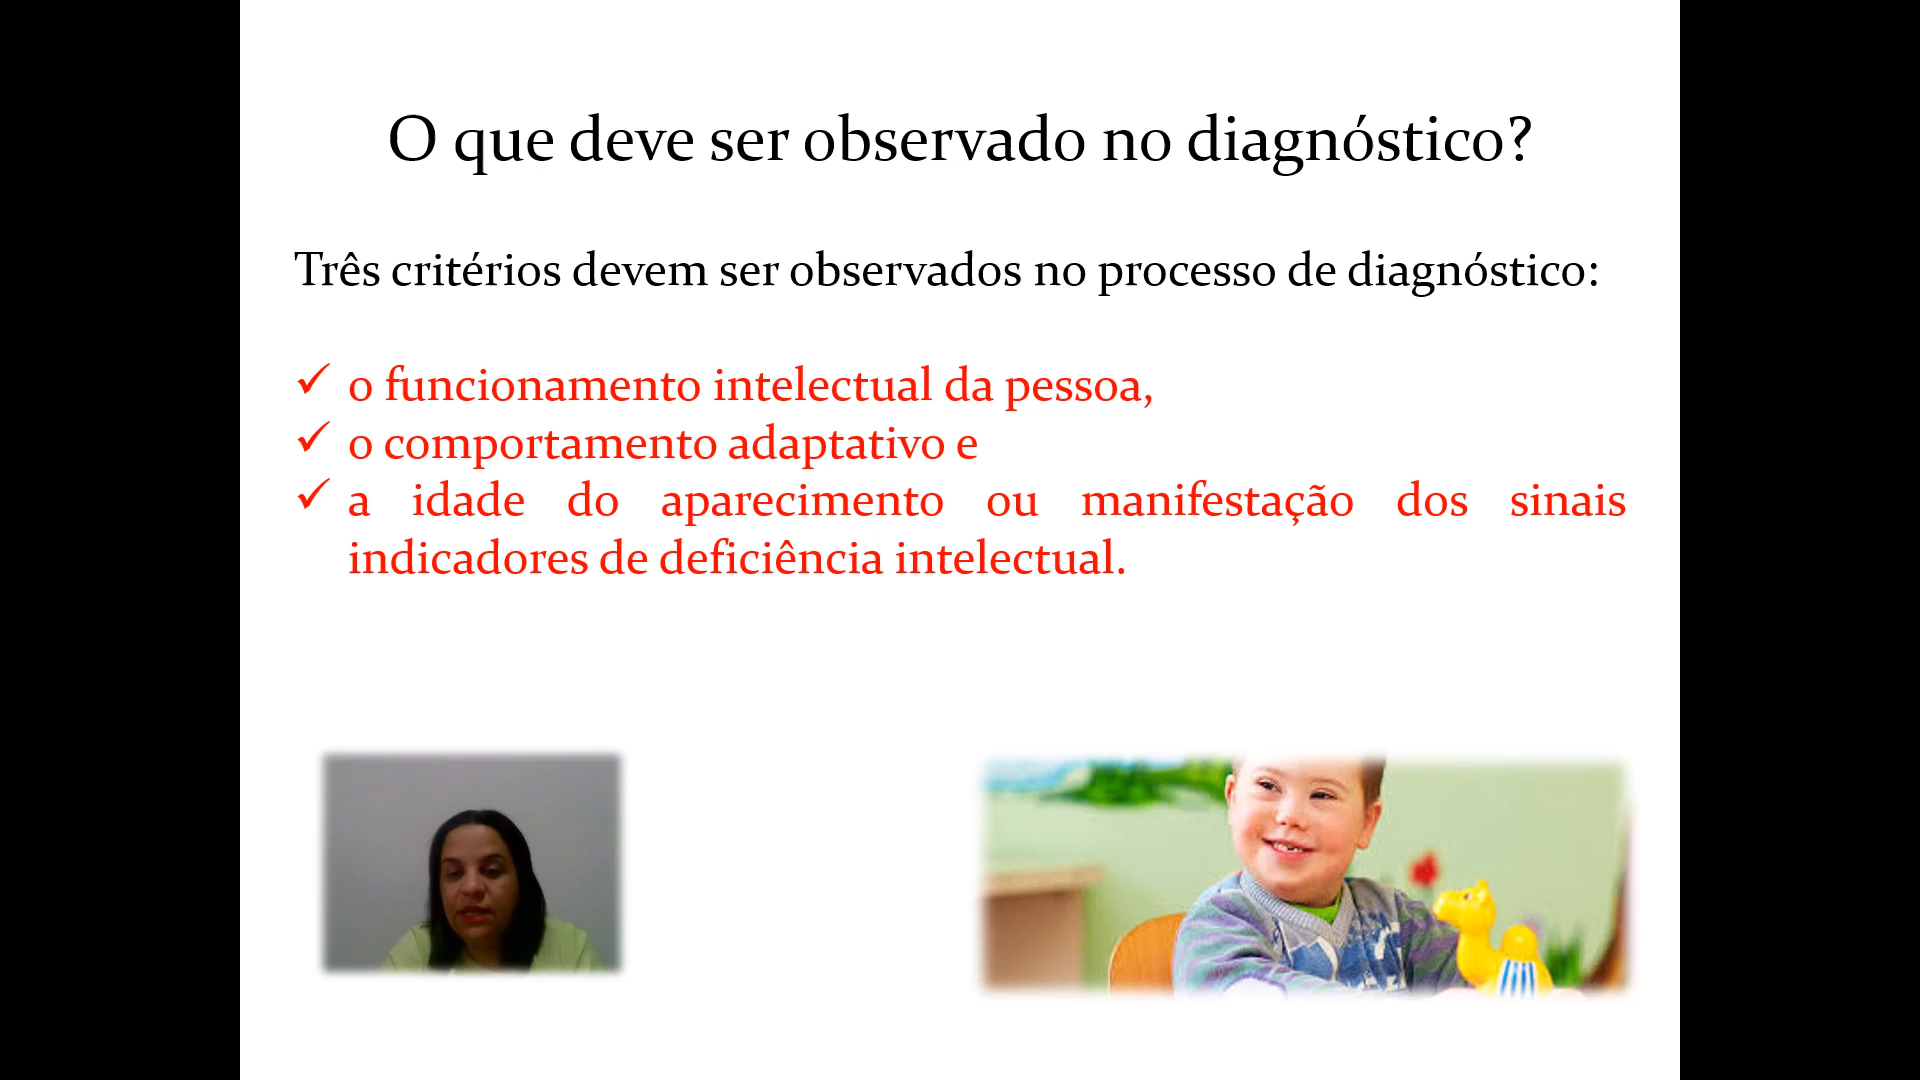 O que deve ser observado no diagnóstico?
Três critérios devem ser observados no processo de diagnóstico:
✓ o funcionamento intelectual da pessoa,
✓ o comportamento adaptativo e
✓ a idade do aparecimento ou manifestação dos sinais
indicadores de deficiência intelectual.